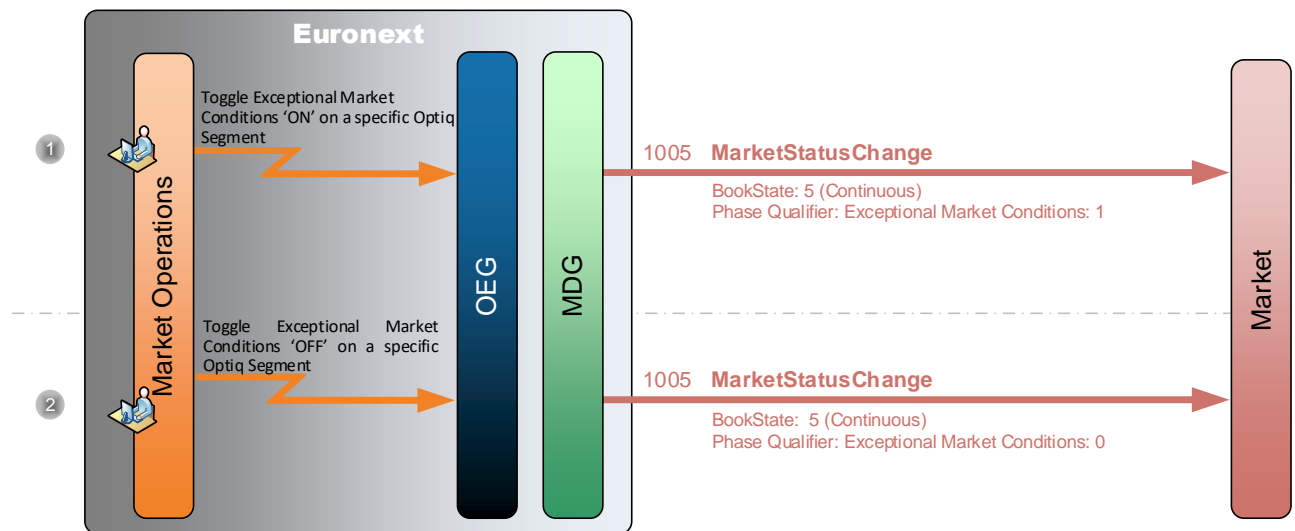 Euronext
Toggle Exceptional Market
Conditions ‘ON’ on a specific Optiq
Segment
1
1005 MarketStatusChange
BookState: 5 (Continuous)
Phase Qualifier: Exceptional Market Conditions: 1
Market Operations
OEG
MDG
Market
Toggle Exceptional Market
Conditions ‘OFF’ on a specific
Optiq Segment
2
1005 MarketStatusChange
BookState: 5 (Continuous)
Phase Qualifier: Exceptional Market Conditions: 0